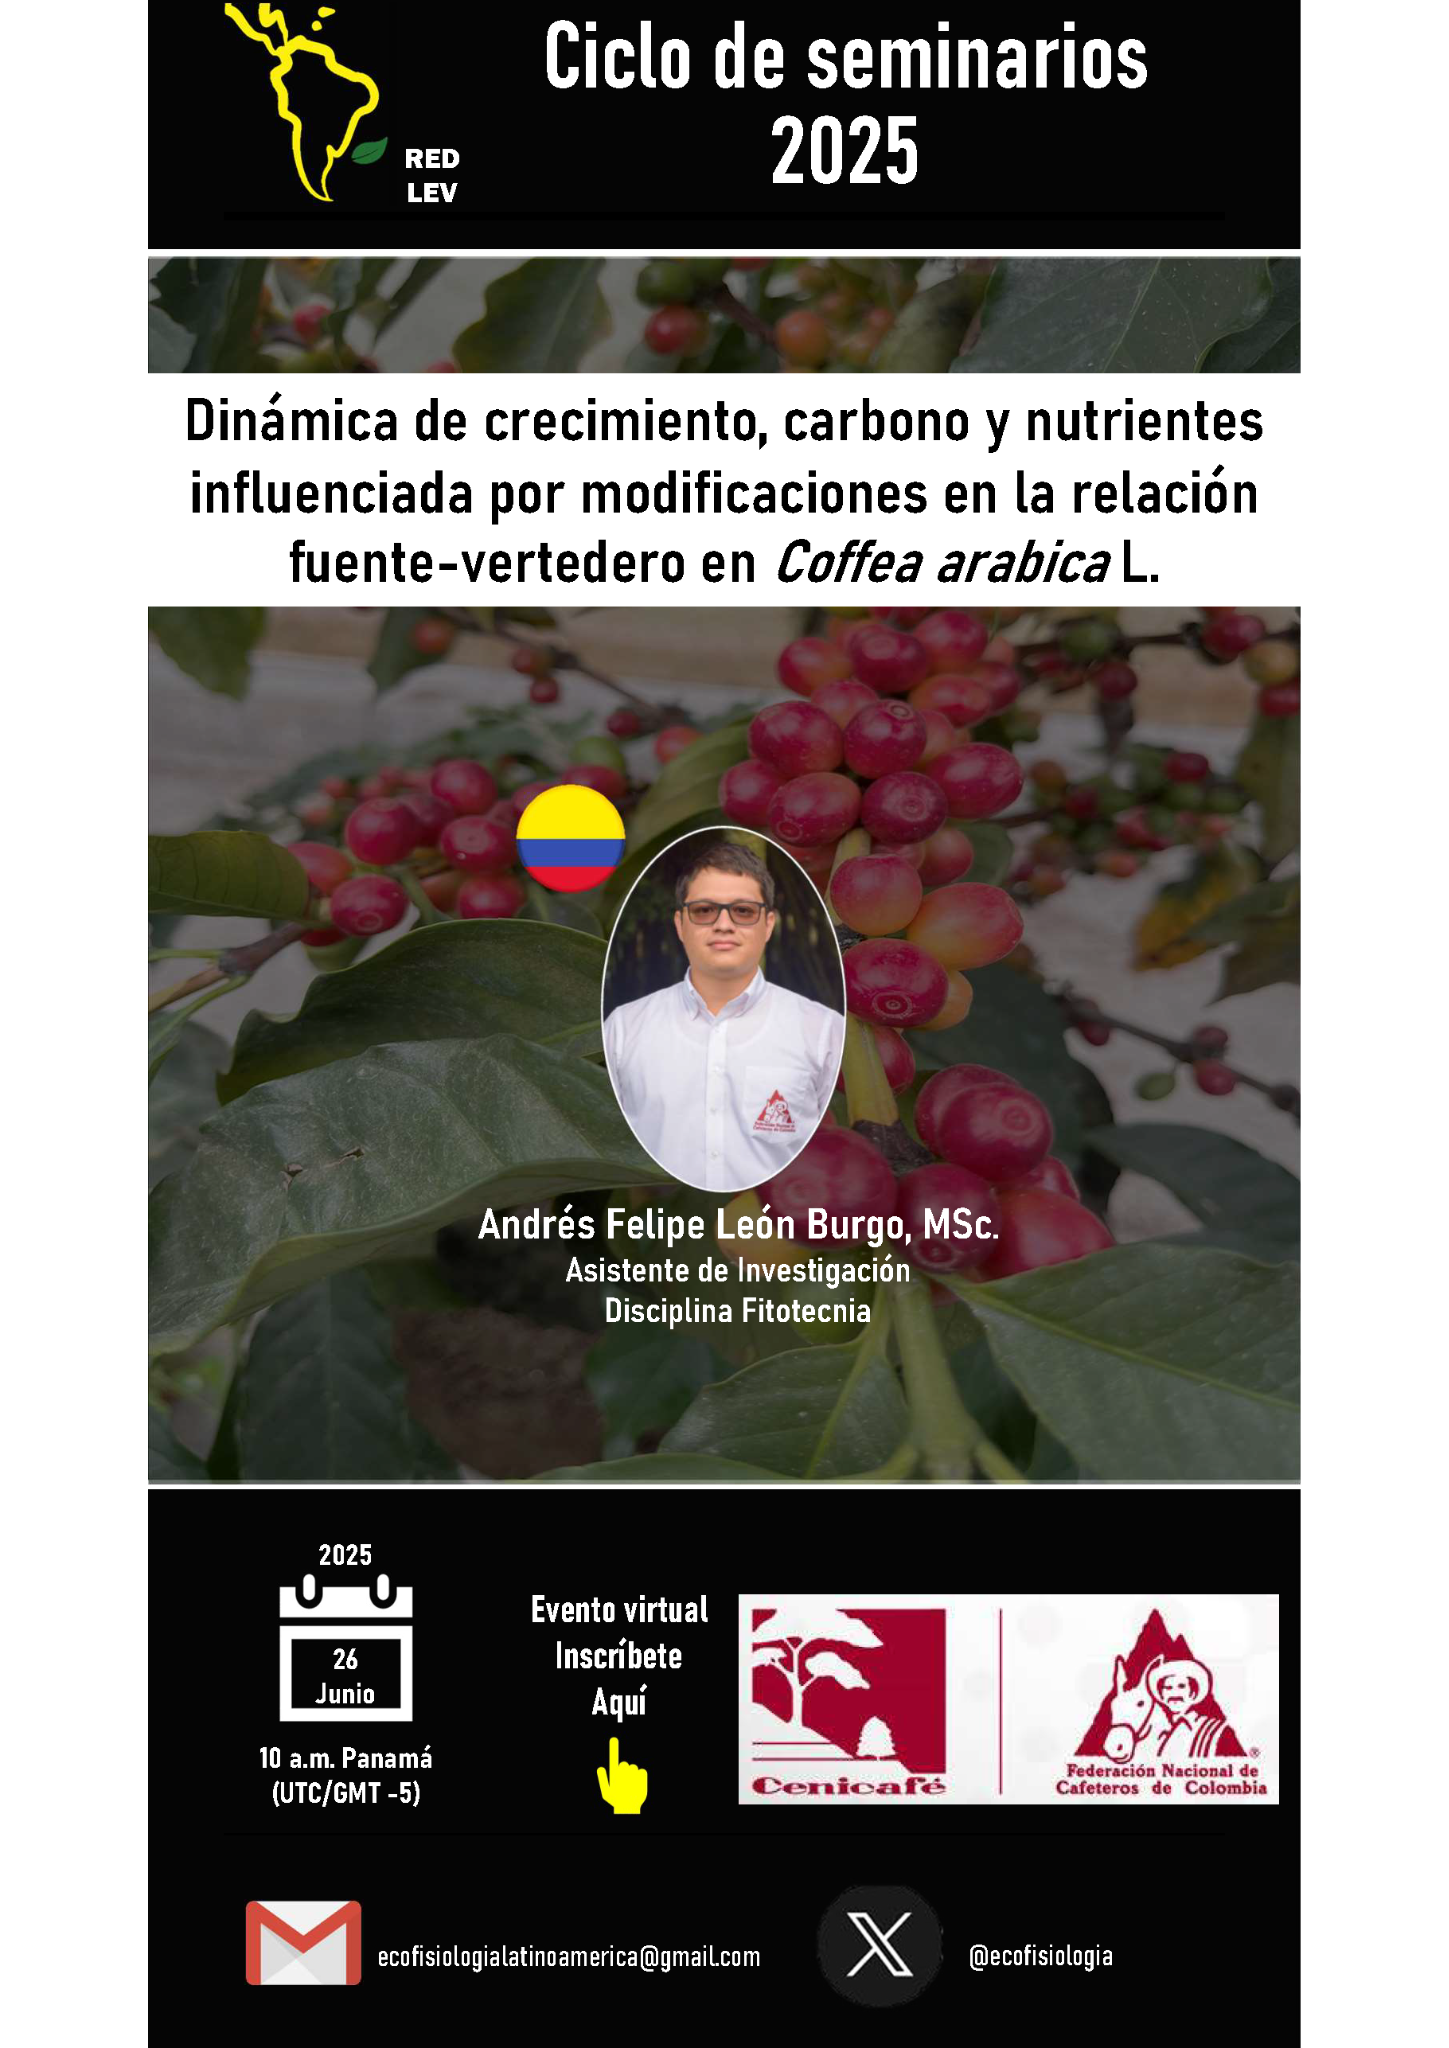 Ciclo de seminarios
2025
RED
LEV
Dinámica de crecimiento, carbono y nutrientes
influenciada por modificaciones en la relación
fuente-vertedero en Coffea arabica L.
Andrés Felipe León Burgo, MSc.
Asistente de Investigación
Disciplina Fitotecnia
2025
26
Junio
10 a.m. Panamá
(UTC/GMT -5)
Evento virtual
Inscríbete
Aquí
Cenicafé
Federación Nacional de
Cafeteros de Colombia
ecofisiologialatinoamerica@gmail.com
@ecofisiologia